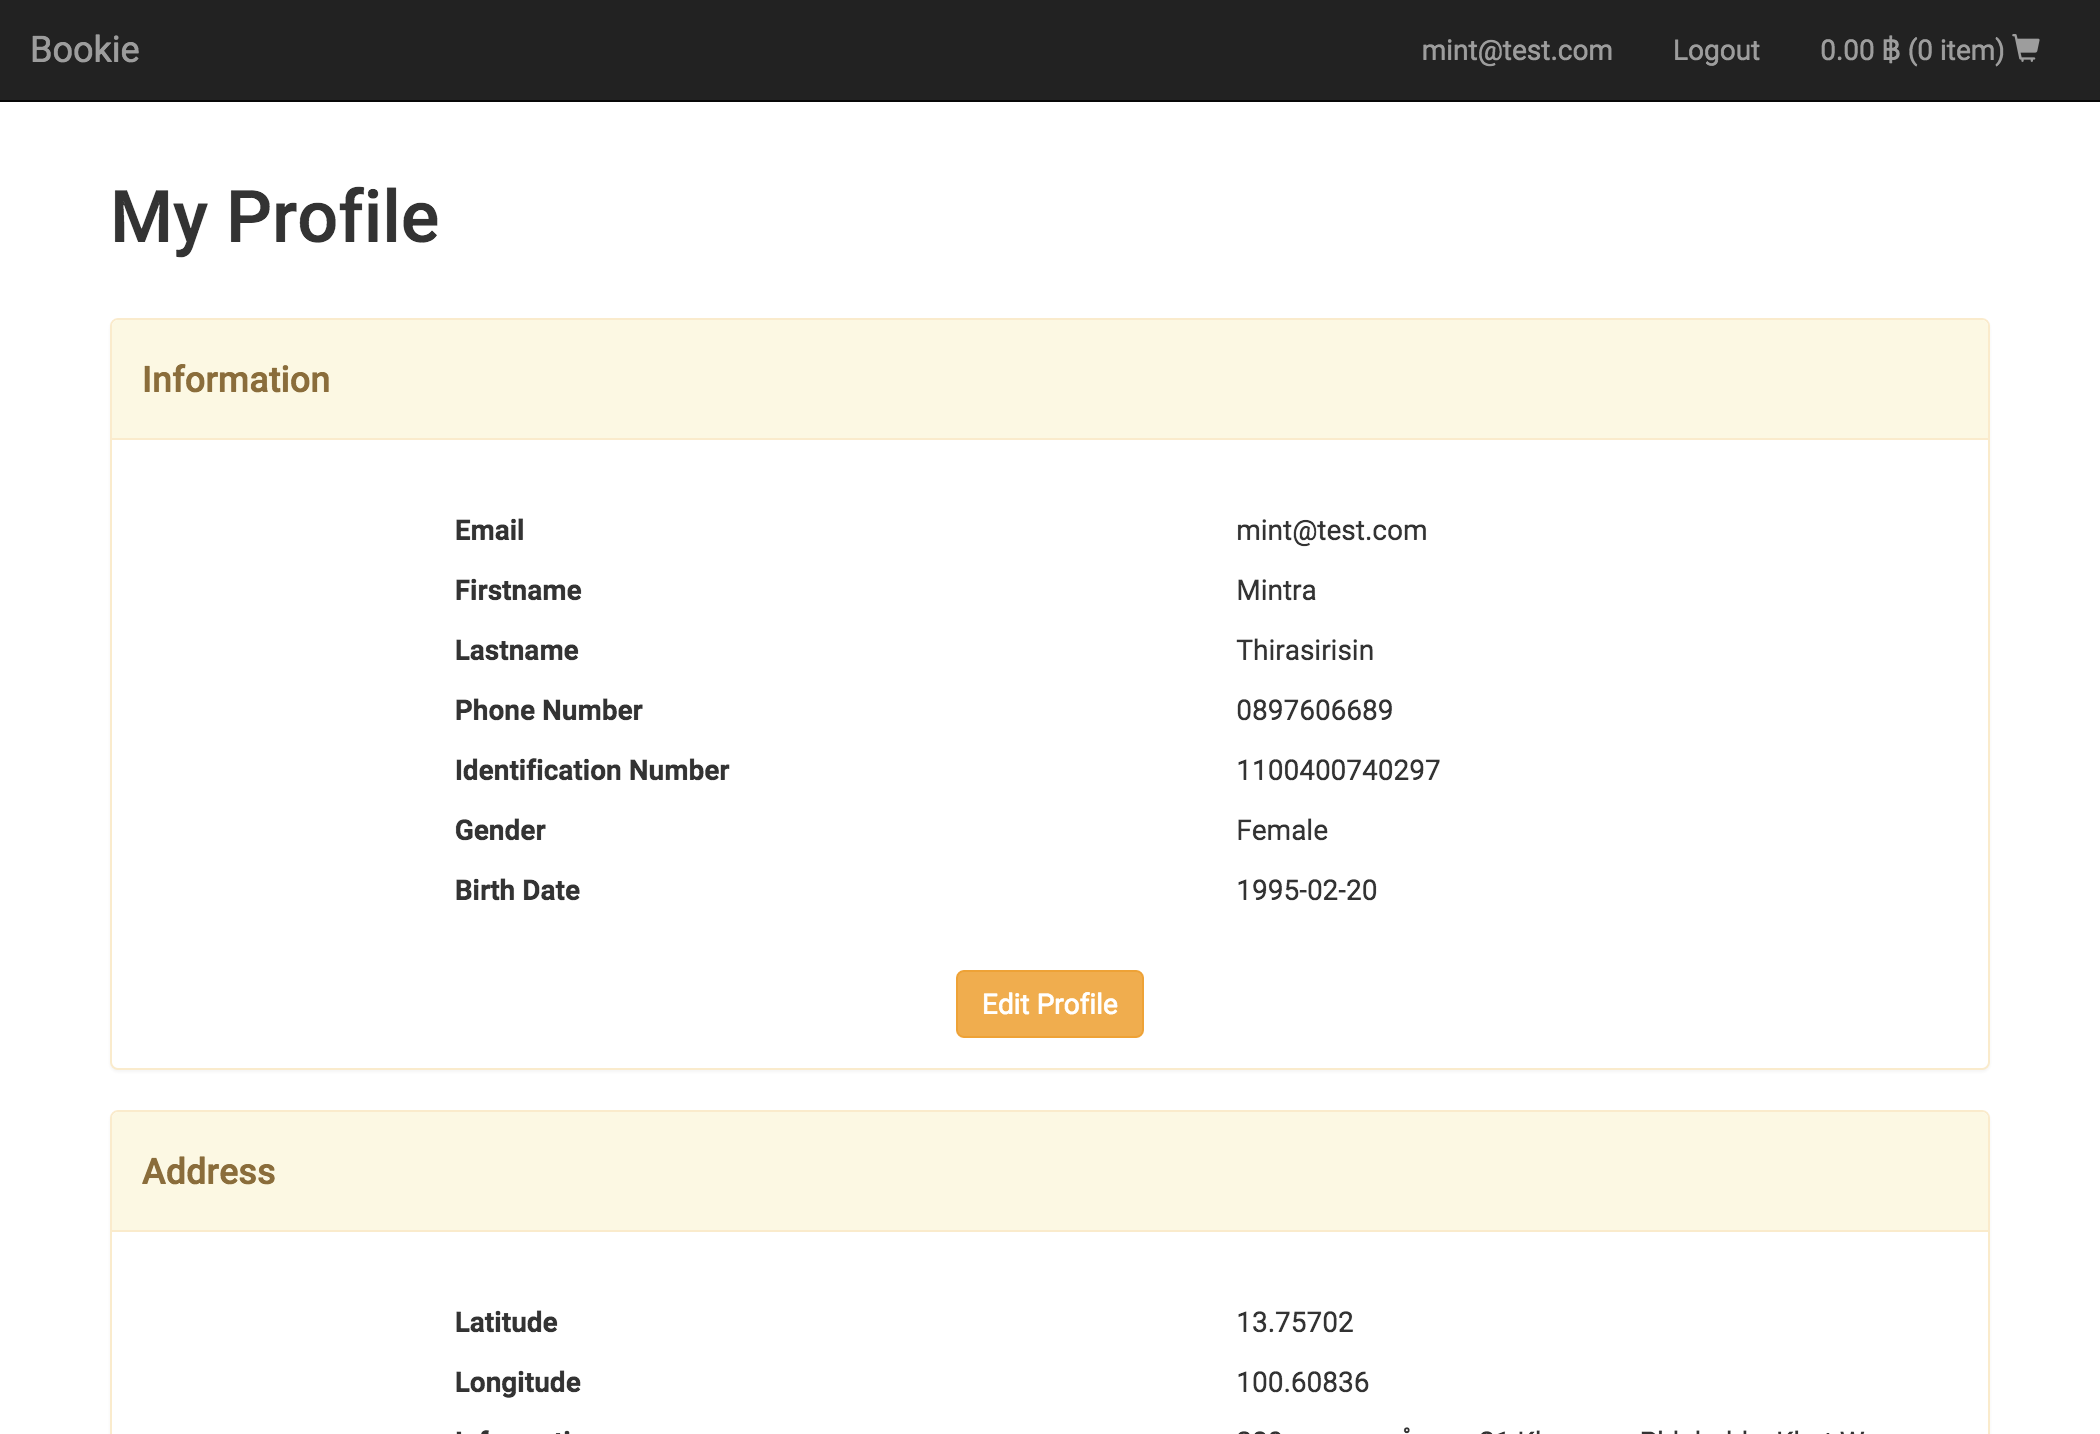 Bookie mint@test.com Logout 0.00 ฿ (0 item)
My Profile
Information
Email mint@test.com
Firstname Mintra
Lastname Thirasirisin
Phone Number 0897606689
Identification Number 1100400740297
Gender Female
Birth Date 1995-02-20
Edit Profile
Address
Latitude 13.75702
Longitude 100.60836